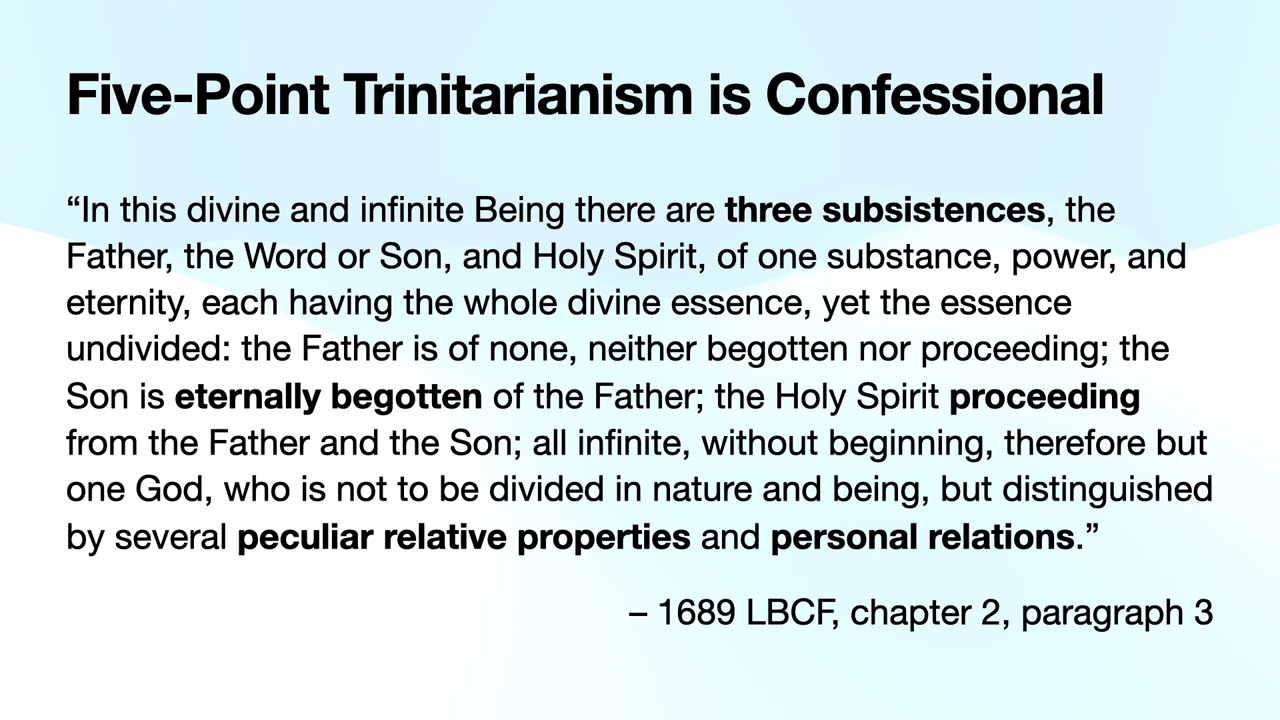 Five-Point Trinitarianism is Confessional
“In this divine and infinite Being there are three subsistences, the
Father, the Word or Son, and Holy Spirit, of one substance, power, and
eternity, each having the whole divine essence, yet the essence
undivided: the Father is of none, neither begotten nor proceeding; the
Son is eternally begotten of the Father; the Holy Spirit proceeding
from the Father and the Son; all infinite, without beginning, therefore but
one God, who is not to be divided in nature and being, but distinguished
by several peculiar relative properties and personal relations.”
– 1689 LBCF, chapter 2, paragraph 3